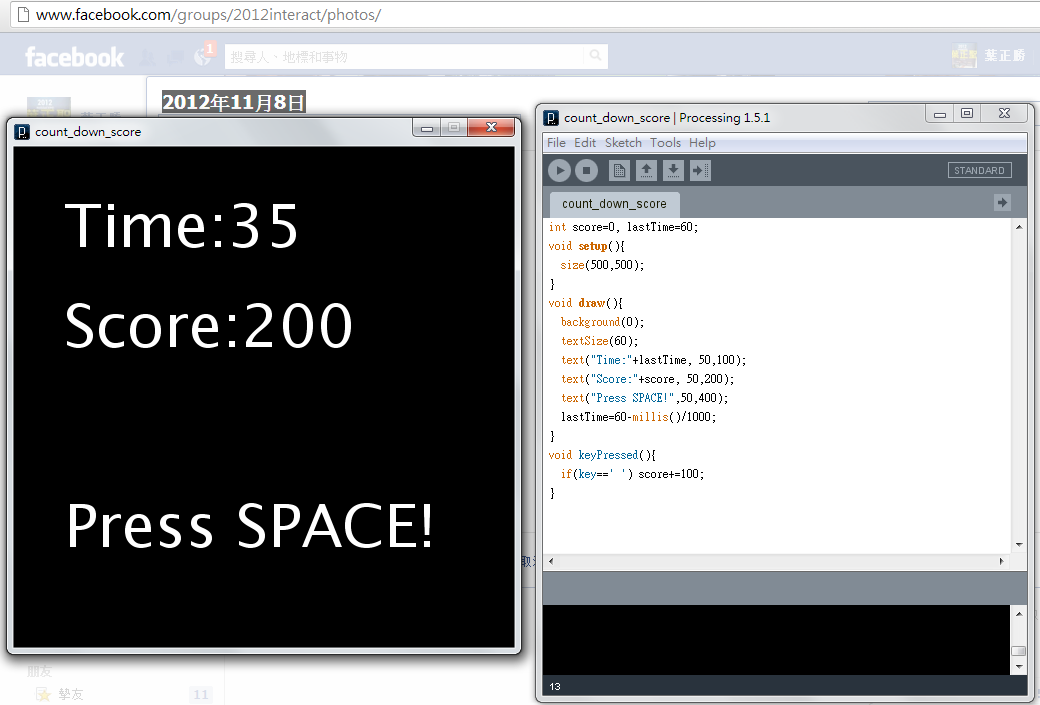 www.facebook.com/groups/2012interact/photos/
facebook
1
搜尋人、地標和事物
葉正勝
2012年11月8日
2012
count_down_score
Time:35
Score:200
Press SPACE!
count_down_score | Processing 1.5.1
File Edit Sketch Tools Help
STANDARD
count_down_score
int score=0, lastTime=60;
void setup(){
  size(500,500);
}
void draw(){
  background(0);
  textSize(60);
  text("Time:"+lastTime, 50,100);
  text("Score:"+score, 50,200);
  text("Press SPACE!",50,400);
  lastTime=60-millis()/1000;
}
void keyPressed(){
  if(key==' ') score+=100;
}
13
朋友
摯友
11